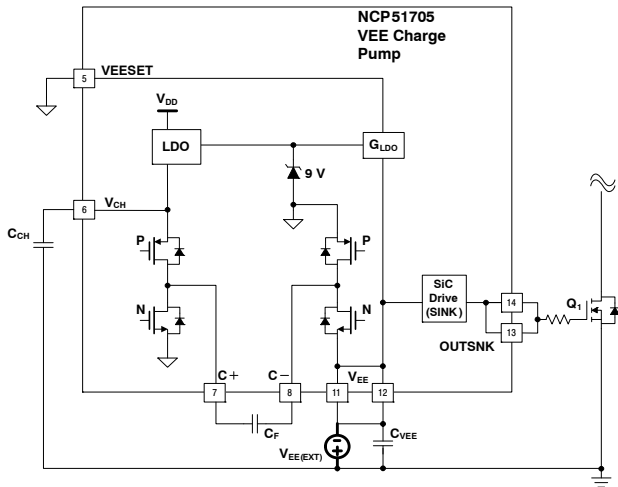 NCP51705
VEE Charge
Pump
5
VEESET
VDD
LDO
GLDO
9 V
6
VCH
CCH
P
P
N
N
SiC
Drive
(SINK)
14
13
Q1
OUTSNK
C+
C−
VEE
7
8
11
12
CF
VEE(EXT)
CVEE